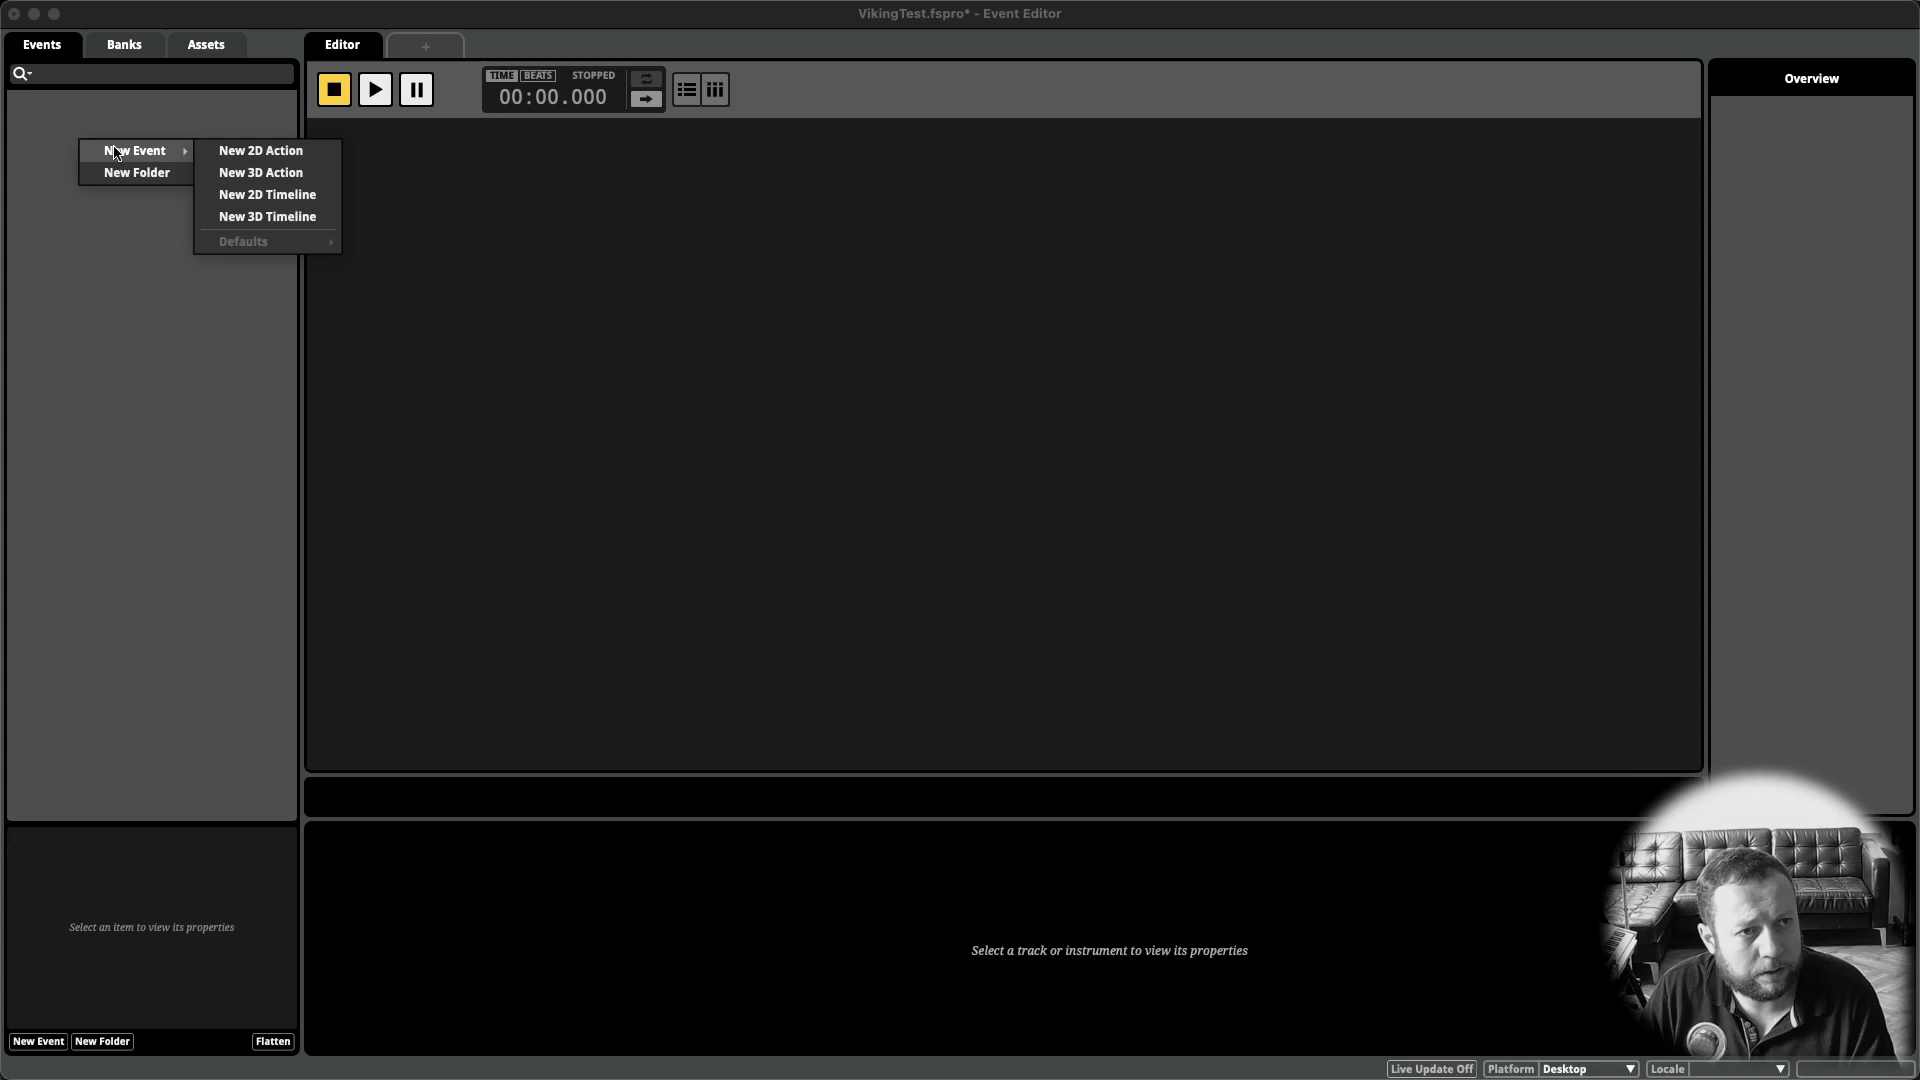 VikingTest.fspro* - Event Editor
Events
Banks
Assets
Editor
+
TIME
BEATS
STOPPED
00:00.000
Overview
New Event
New Folder
New 2D Action
New 3D Action
New 2D Timeline
New 3D Timeline
Defaults
Select an item to view its properties
Select a track or instrument to view its properties
New Event
New Folder
Flatten
Live Update Off
Platform
Desktop
Locale